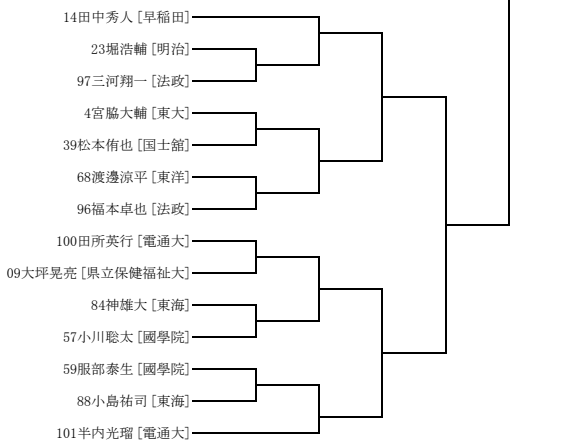 14田中秀人 [早稲田]
23堀浩輔 [明治]
97三河翔一 [法政]
4宮脇大輔 [東大]
39松本侑也 [国士舘]
68渡邊涼平 [東洋]
96福本卓也 [法政]
100田所英行 [電通大]
09大坪晃亮 [県立保健福祉大]
84神雄大 [東海]
57小川聡太 [國學院]
59服部泰生 [國學院]
88小島祐司 [東海]
101半内光瑠 [電通大]